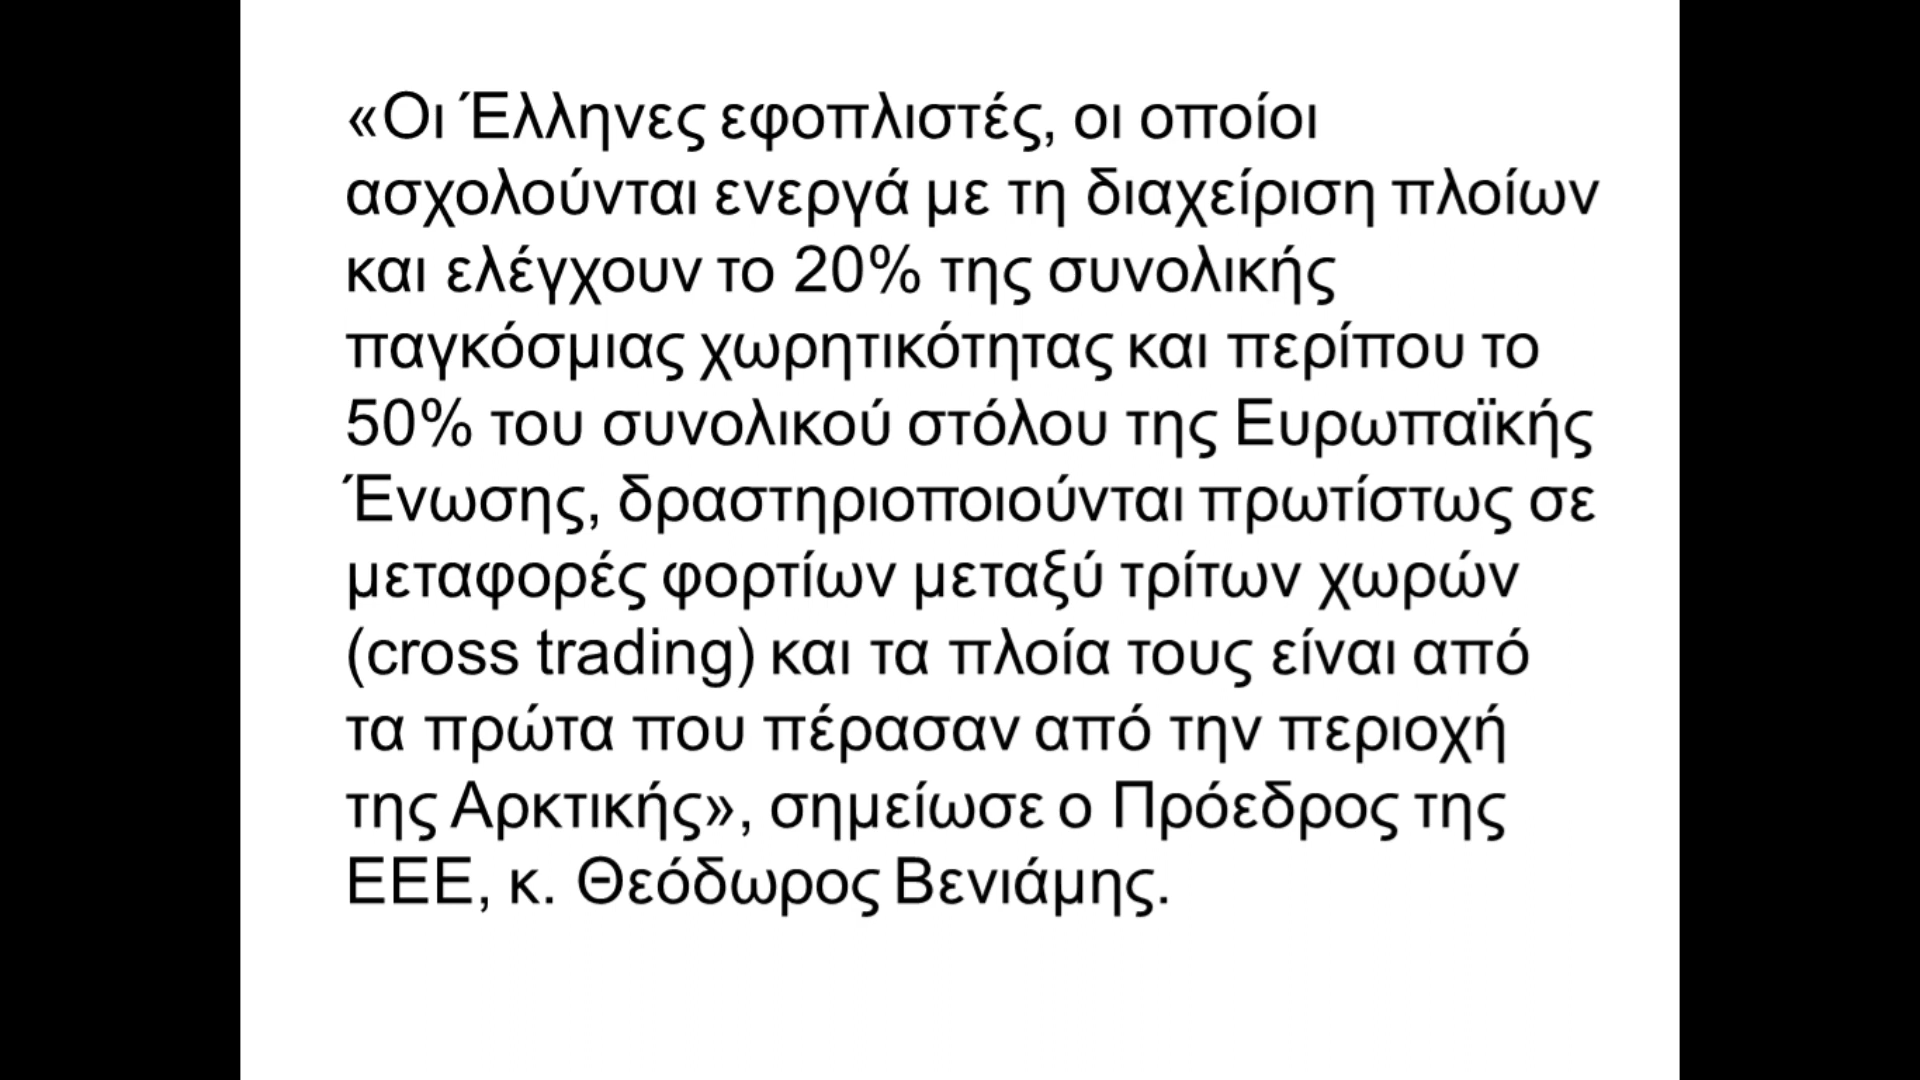 «Οι Έλληνες εφοπλιστές, οι οποίοι
ασχολούνται ενεργά με τη διαχείριση πλοίων
και ελέγχουν το 20% της συνολικής
παγκόσμιας χωρητικότητας και περίπου το
50% του συνολικού στόλου της Ευρωπαϊκής
Ένωσης, δραστηριοποιούνται πρωτίστως σε
μεταφορές φορτίων μεταξύ τρίτων χωρών
(cross trading) και τα πλοία τους είναι από
τα πρώτα που πέρασαν από την περιοχή
της Αρκτικής», σημείωσε ο Πρόεδρος της
ΕΕΕ, κ. Θεόδωρος Βενιάμης.